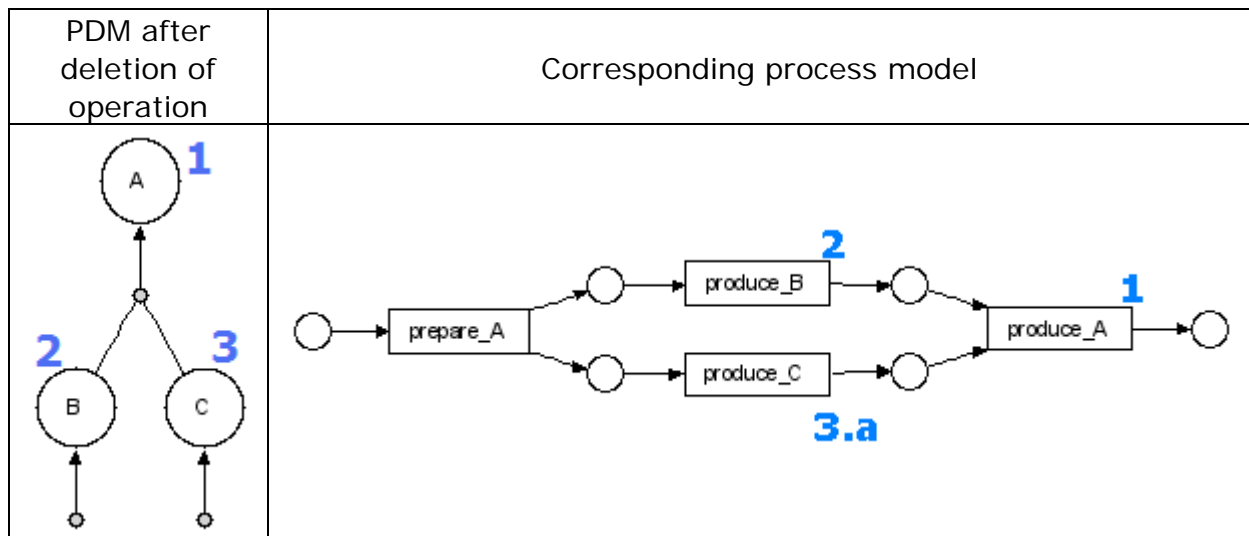 PDM after
deletion of
operation
Corresponding process model
A 1
2 3
B C
2
produce_B
1
prepare_A
produce_A
produce_C
3.a